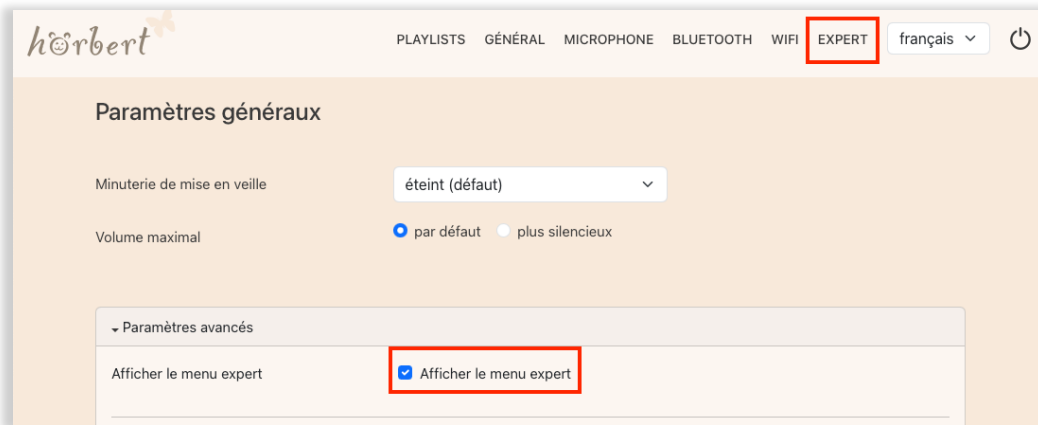 hörbert
PLAYLISTS GÉNÉRAL MICROPHONE BLUETOOTH WIFI EXPERT français
Paramètres généraux
Minuterie de mise en veille éteint (défaut)
Volume maximal par défaut plus silencieux
Paramètres avancés
Afficher le menu expert Afficher le menu expert